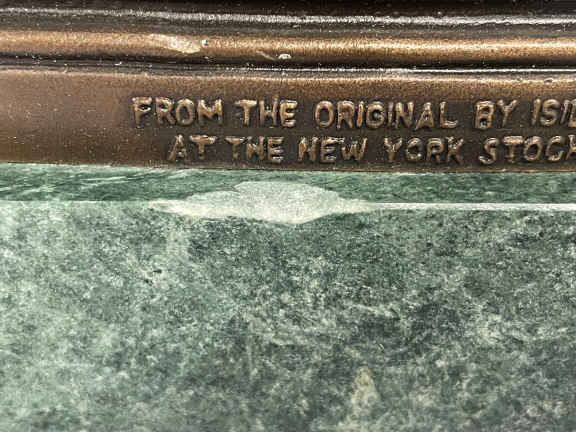 FROM THE ORIGINAL BY
AT THE NEW YORK